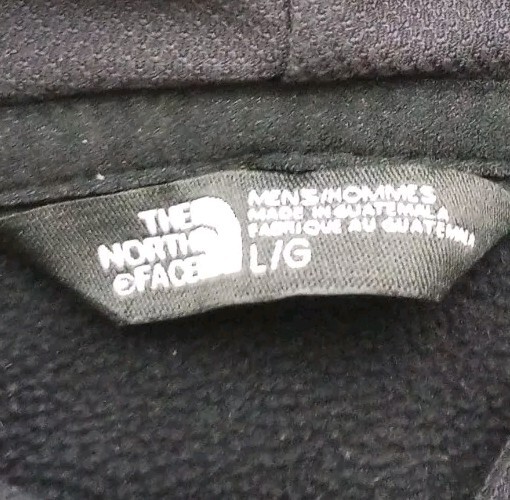 THE
NORTH
FACE
MENS/HOMMES
MADE IN GUATEMALA
FABRIQUE AU GUATEMALA
L/G